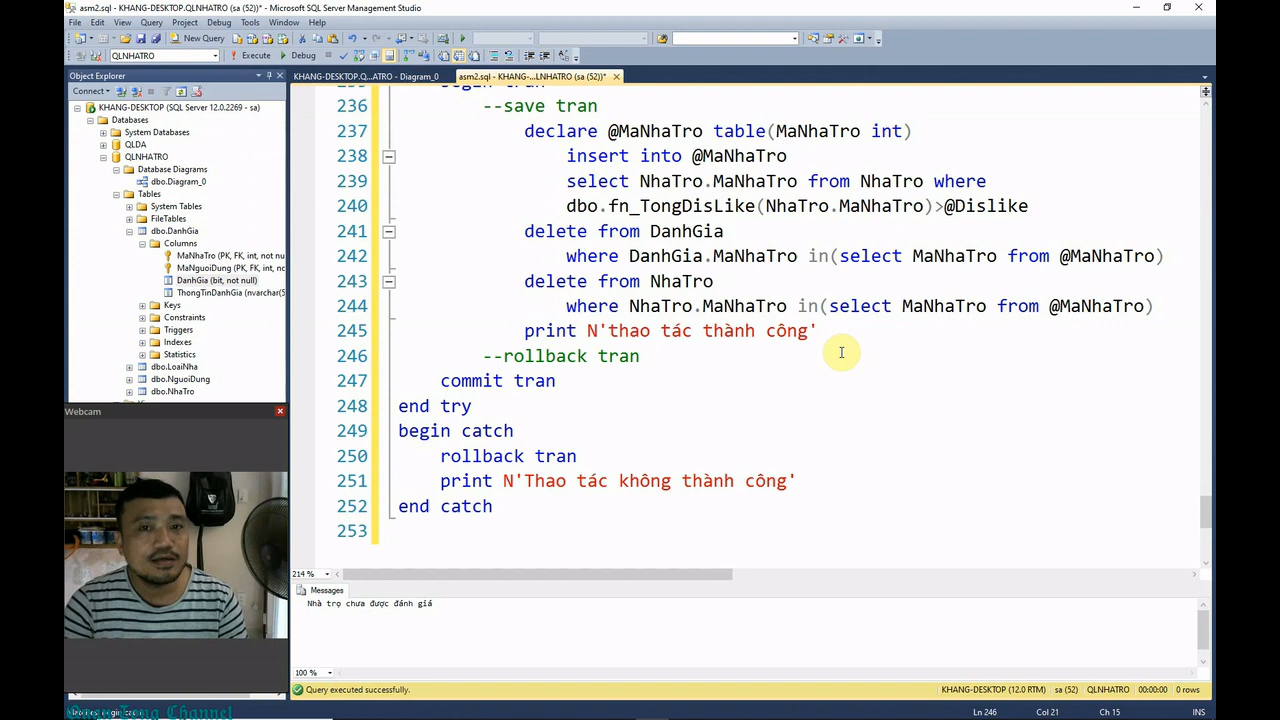 asm2.sql - KHANG-DESKTOP.QLNHATRO (sa (52))* - Microsoft SQL Server Management Studio
File Edit View Query Project Debug Tools Window Help
New Query
QLNHATRO Execute Debug
Object Explorer
KHANG-DESKTOP.Q...ATRO - Diagram_0
asm2.sql - KHANG-...LNHATRO (sa (52))*
Connect
KHANG-DESKTOP (SQL Server 12.0.2269 - sa)
Databases
System Databases
QLDA
QLNHATRO
Database Diagrams
dbo.Diagram_0
Tables
System Tables
FileTables
dbo.DanhGia
Columns
MaNhaTro (PK, FK, int, not nu
MaNguoiDung (PK, FK, int, nc
DanhGia (bit, not null)
ThongTinDanhGia (nvarchar(5
Keys
Constraints
Triggers
Indexes
Statistics
dbo.LoaiNha
dbo.NguoiDung
dbo.NhaTro
Webcam
begin tran
236 --save tran
237 declare @MaNhaTro table(MaNhaTro int)
238 insert into @MaNhaTro
239 select NhaTro.MaNhaTro from NhaTro where
240 dbo.fn_TongDisLike(NhaTro.MaNhaTro)>@Dislike
241 delete from DanhGia
242 where DanhGia.MaNhaTro in(select MaNhaTro from @MaNhaTro)
243 delete from NhaTro
244 where NhaTro.MaNhaTro in(select MaNhaTro from @MaNhaTro)
245 print N'thao tác thành công'
246 --rollback tran
247 commit tran
248 end try
249 begin catch
250 rollback tran
251 print N'Thao tác không thành công'
252 end catch
253
214 %
Messages
Nhà trọ chưa được đánh giá
100 %
Query executed successfully.
KHANG-DESKTOP (12.0 RTM) sa (52) QLNHATRO 00:00:00 0 rows
Ln 246 Col 21 Ch 15 INS
Channel